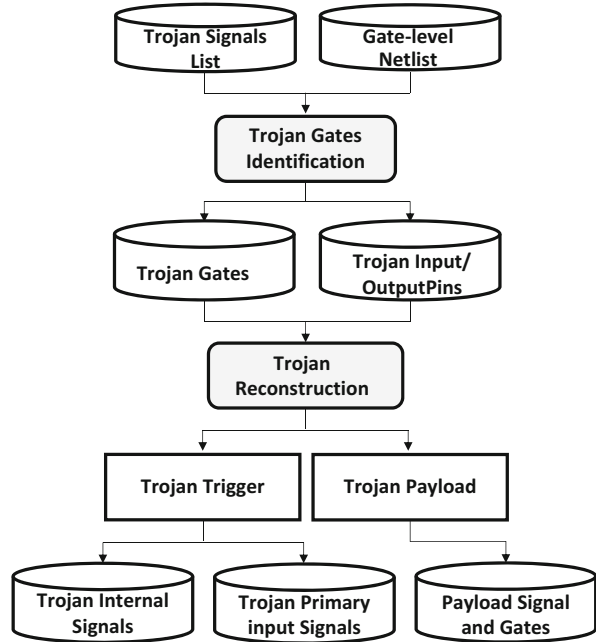 Trojan Signals
List
Gate-level
Netlist
Trojan Gates
Identification
Trojan Gates
Trojan Input/
OutputPins
Trojan
Reconstruction
Trojan Trigger
Trojan Payload
Trojan Internal
Signals
Trojan Primary
input Signals
Payload Signal
and Gates